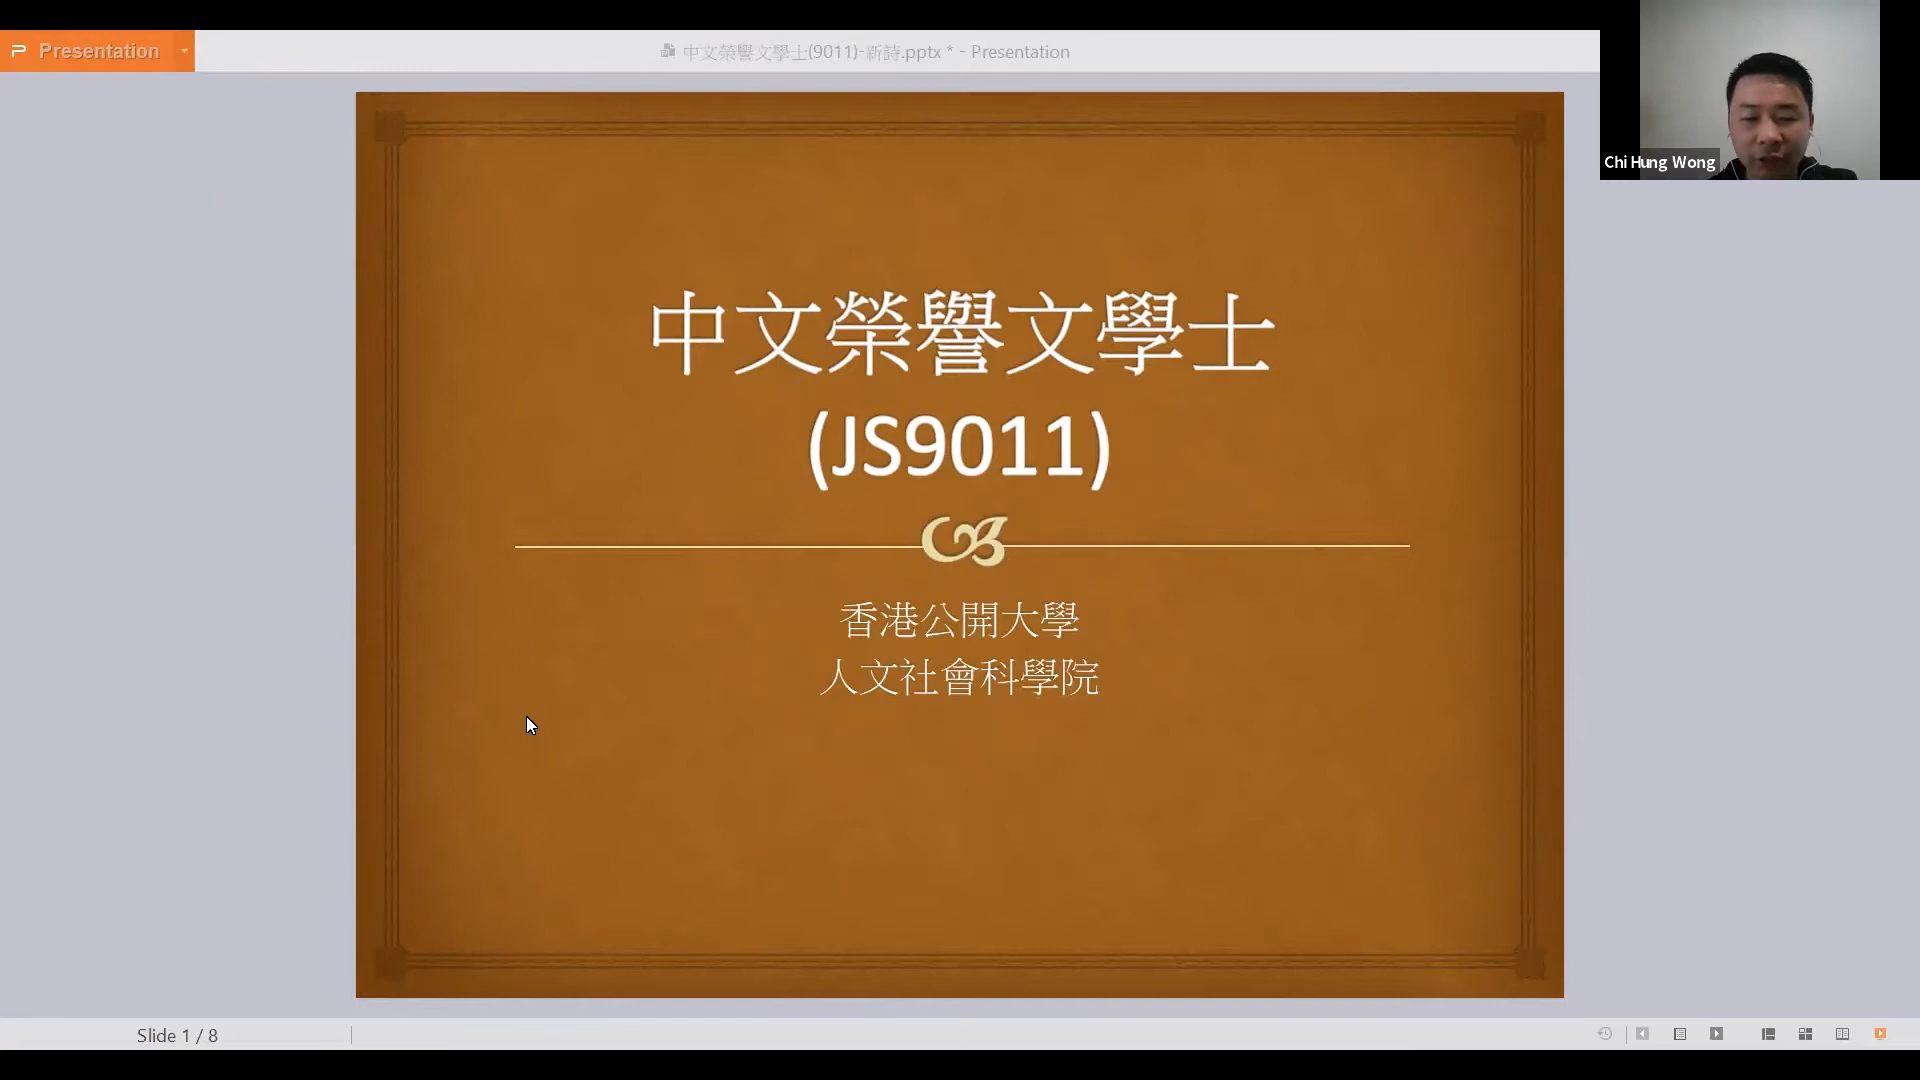 Presentation
中文榮譽文學士(9011)-新詩.pptx * - Presentation
Chi Hung Wong
中文榮譽文學士
(JS9011)
香港公開大學
人文社會科學院
Slide 1 / 8